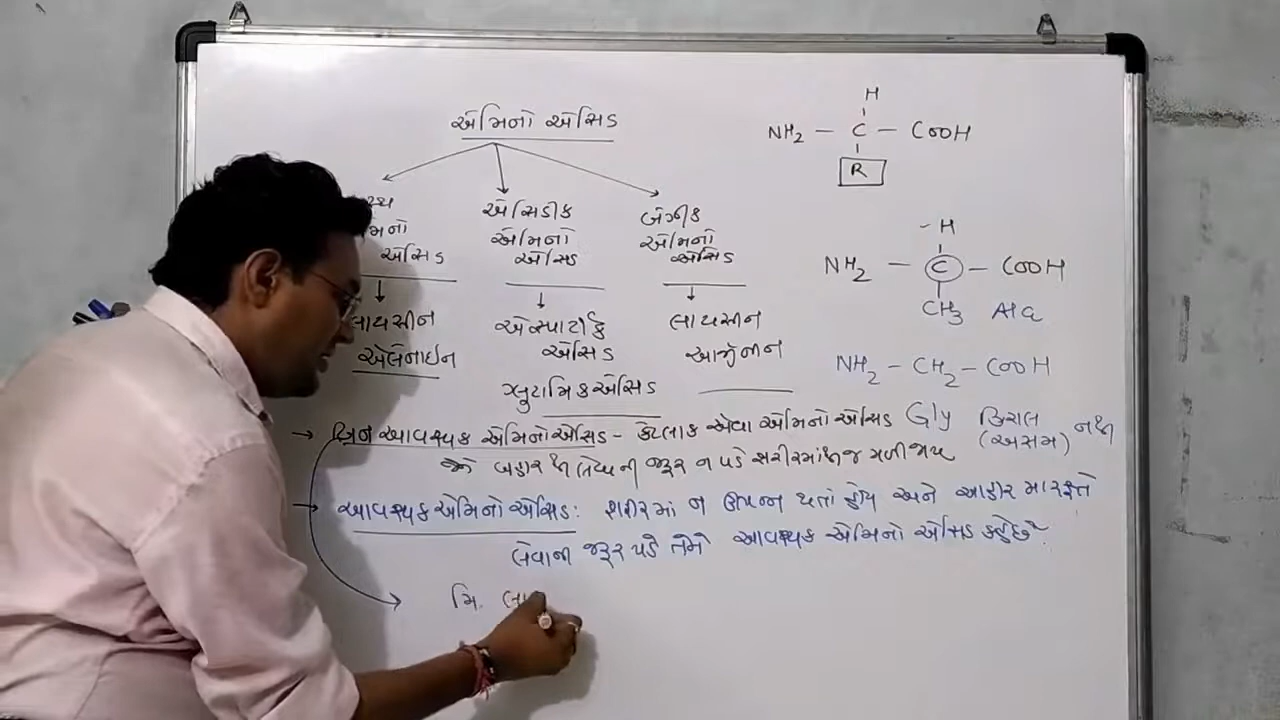 એમિનો એસિડ
એમિનો
એસિડ
એસિડીક
એમિનો
એસિડ
બેઝીક
એમિનો
એસિડ
લાયસીન
એલેનાઇન
એસ્પાર્ટીક
એસિડ
ગ્લુટામિક એસિડ
લાયસીન
આર્જીનીન
H
NH2 – C – COOH
R
H
NH2 – C – COOH
CH3 Ala
NH2 – CH2 – COOH
Gly કિરાલ નથી
(અસમ)
→ બિન આવશ્યક એમિનો એસિડ – કેટલાક એવા એમિનો એસિડ
જે બહારથી લેવાની જરૂર ન પડે શરીરમાંથી જ મળી જાય
→ આવશ્યક એમિનો એસિડ : શરીરમાં ન ઉત્પન્ન થતાં હોય અને આહાર મારફતે
લેવાની જરૂર પડે તેને આવશ્યક એમિનો એસિડ કહે છે.
મિ. લા